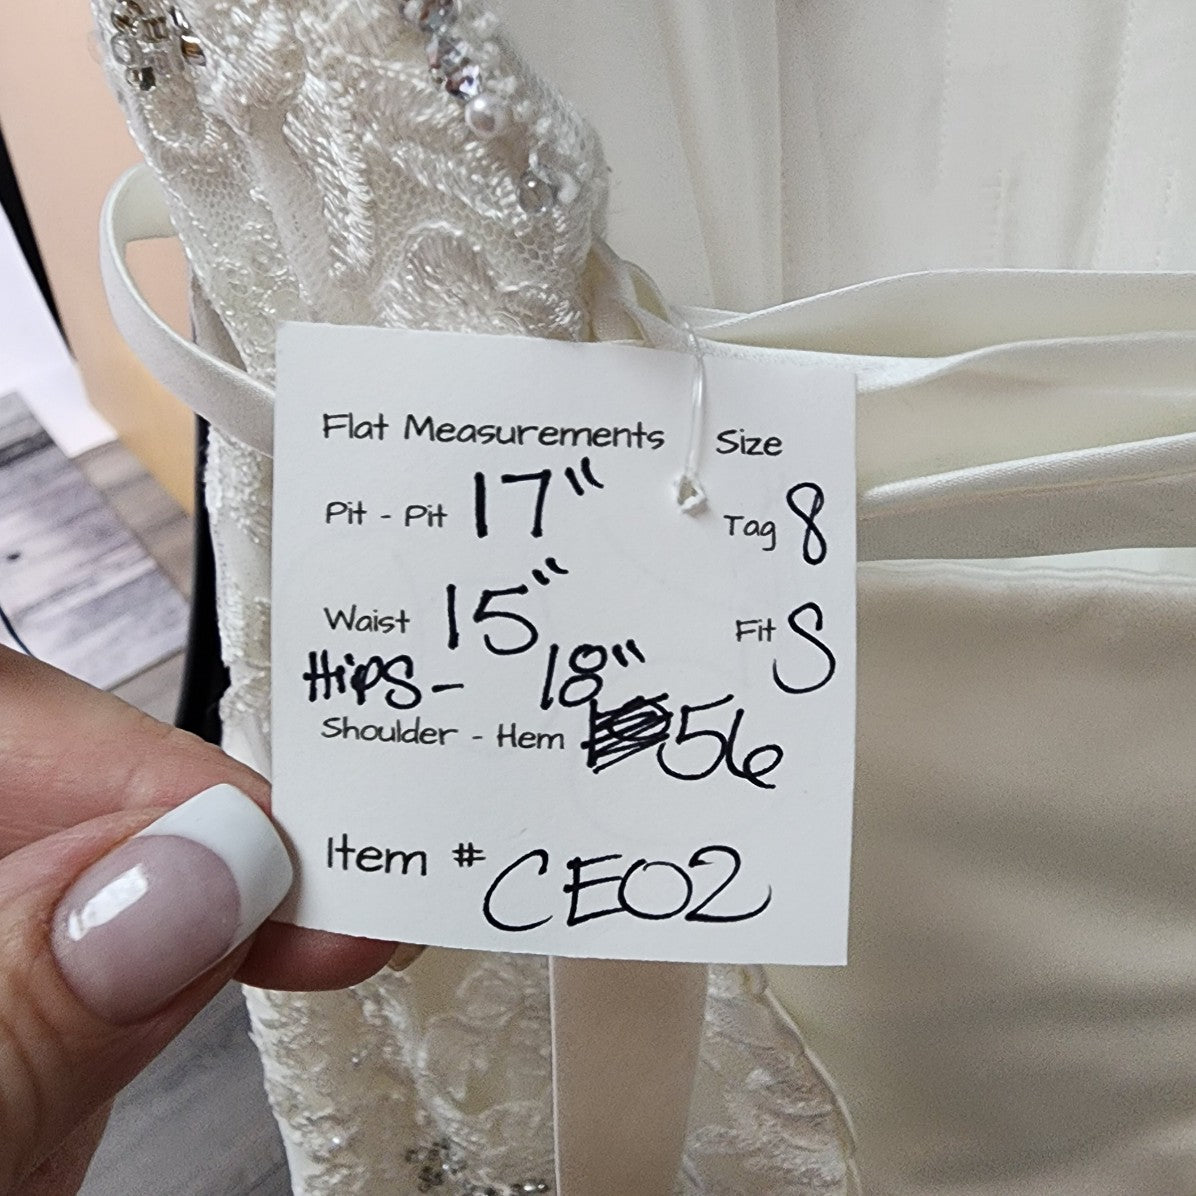 Flat Measurements Size
Pit - Pit 17" Tag 8
Waist 15" Fit S
Hips - 18"
Shoulder - Hem 56
Item # CE02